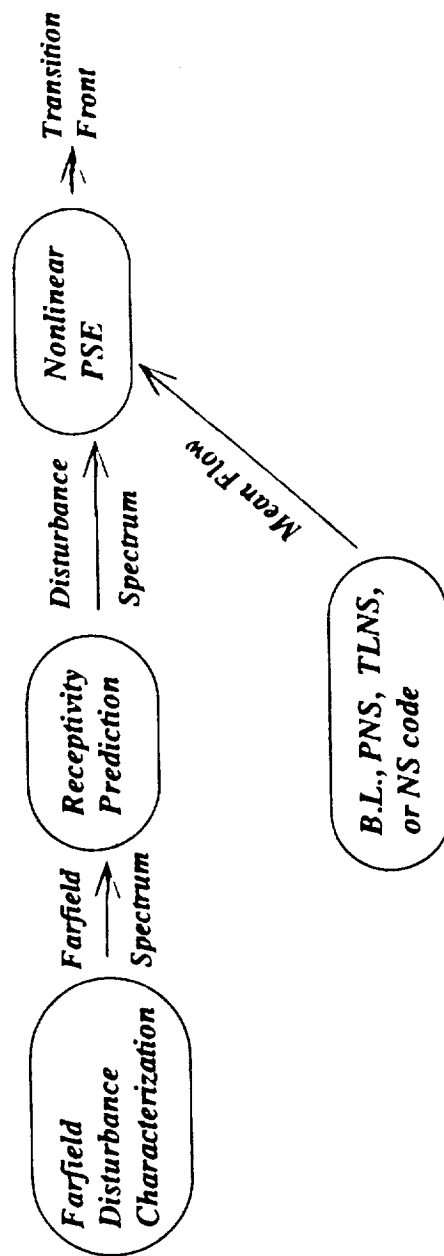 Farfield
Disturbance
Characterization
Farfield
Spectrum
Receptivity
Prediction
Disturbance
Spectrum
Nonlinear
PSE
Transition
Front
Mean Flow
B.L., PNS, TLNS,
or NS code